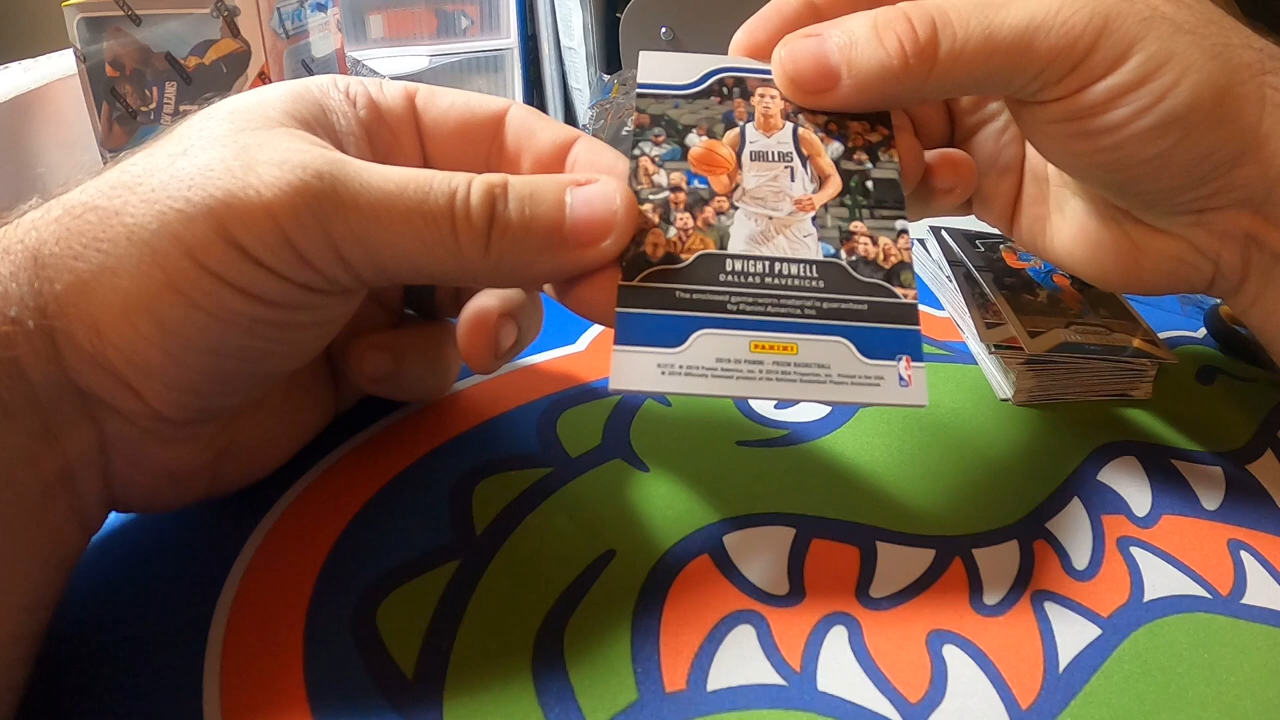 DALLAS
7
DWIGHT POWELL
DALLAS MAVERICKS
The enclosed game-worn material is guaranteed
by Panini America, Inc
PANINI
2019-20 PANINI – PRIZM BASKETBALL
© 2019 Panini America, Inc. © 2019 NBA Properties, Inc. Printed in the USA.
© 2019 Officially licensed product of the National Basketball Players Association.